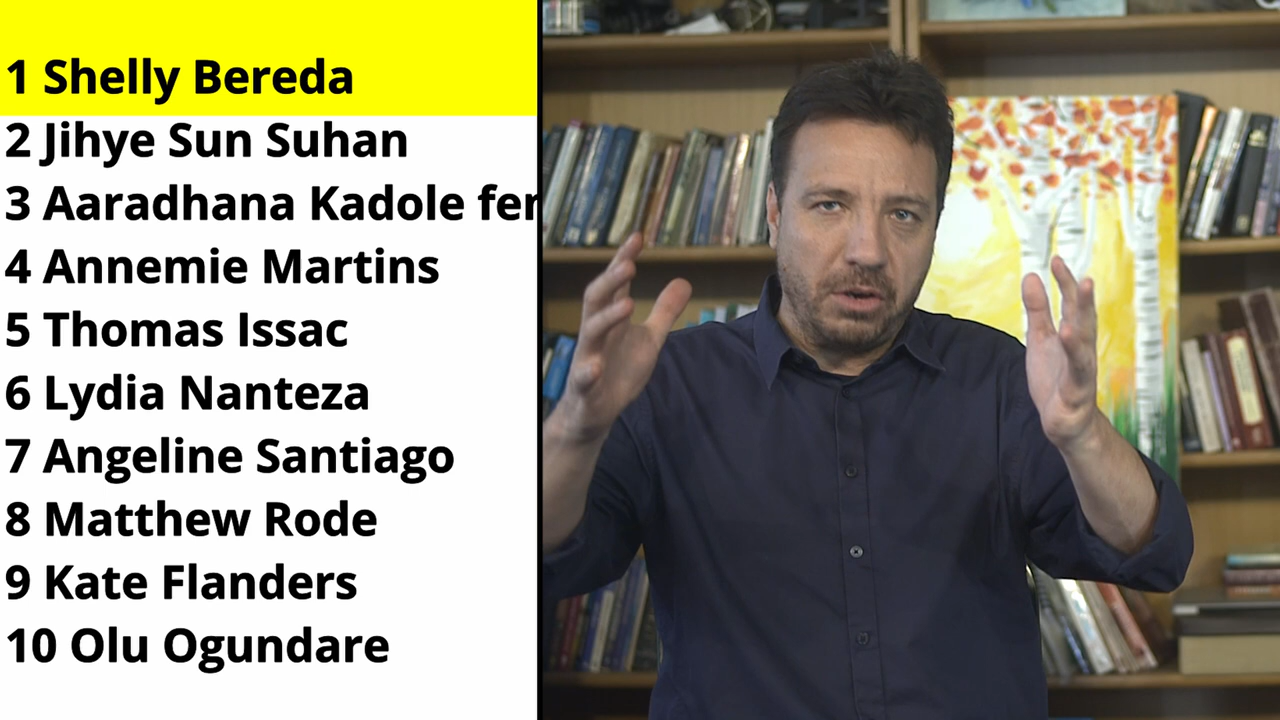 1 Shelly Bereda
2 Jihye Sun Suhan
3 Aaradhana Kadole fer
4 Annemie Martins
5 Thomas Issac
6 Lydia Nanteza
7 Angeline Santiago
8 Matthew Rode
9 Kate Flanders
10 Olu Ogundare